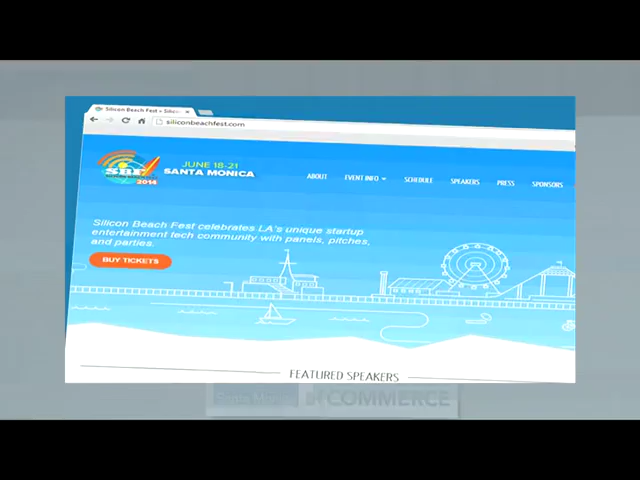 Silicon Beach Fest
siliconbeachfest.com
SBF
2014
JUNE 18-21
SANTA MONICA
ABOUT
EVENT INFO
SCHEDULE
SPEAKERS
PRESS
SPONSORS
Silicon Beach Fest celebrates LA's unique startup
entertainment tech community with panels, pitches,
and parties.
BUY TICKETS
FEATURED SPEAKERS
COMMERCE